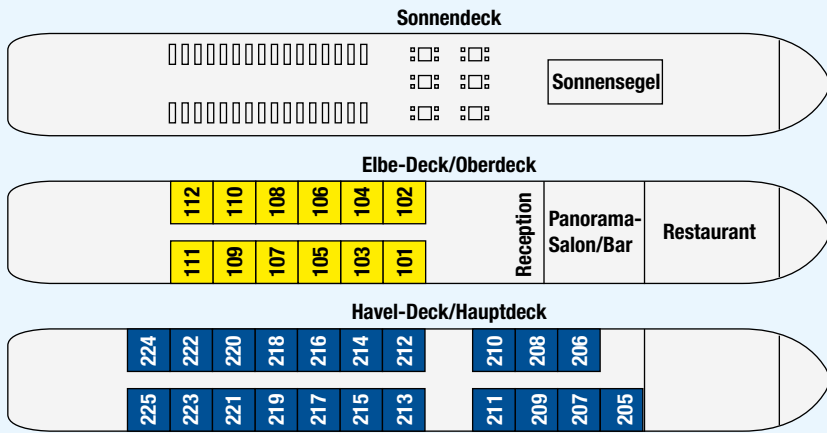 Sonnendeck
Sonnensegel
Elbe-Deck/Oberdeck
112 110 108 106 104 102
Reception
Panorama-
Salon/Bar
Restaurant
111 109 107 105 103 101
Havel-Deck/Hauptdeck
224 222 220 218 216 214 212 210 208 206
225 223 221 219 217 215 213 211 209 207 205